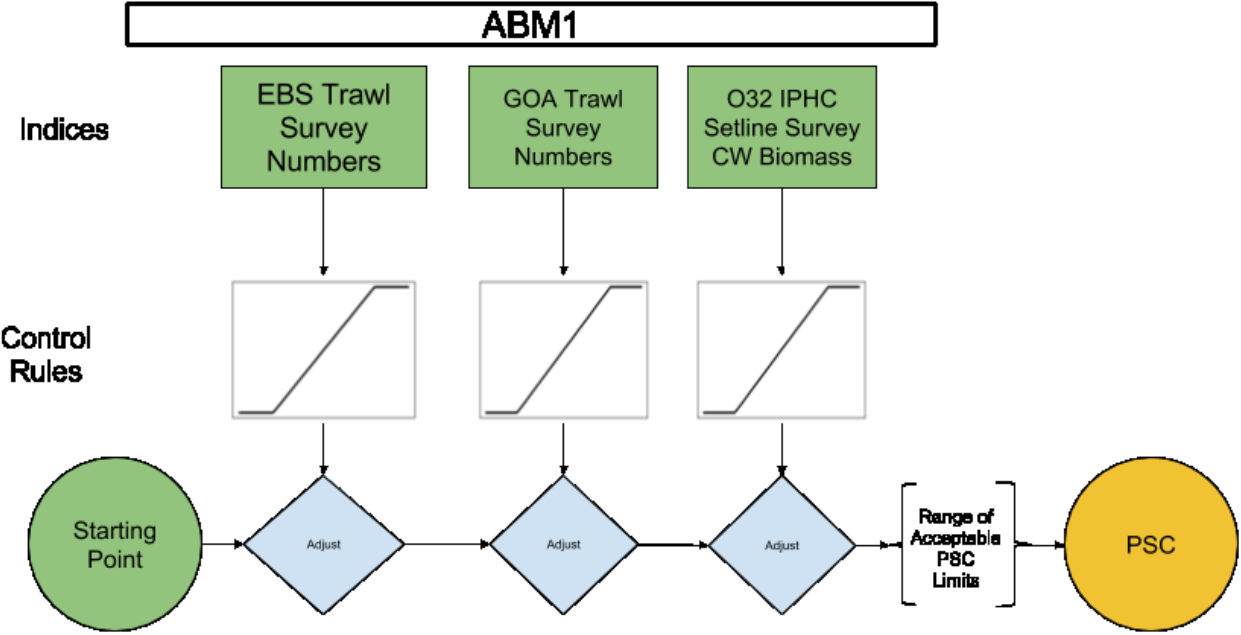 ABM1
Indices
EBS Trawl
Survey
Numbers
GOA Trawl
Survey
Numbers
O32 IPHC
Setline Survey
CW Biomass
Control
Rules
Starting
Point
Adjust
Adjust
Adjust
Range of
Acceptable
PSC
Limits
PSC